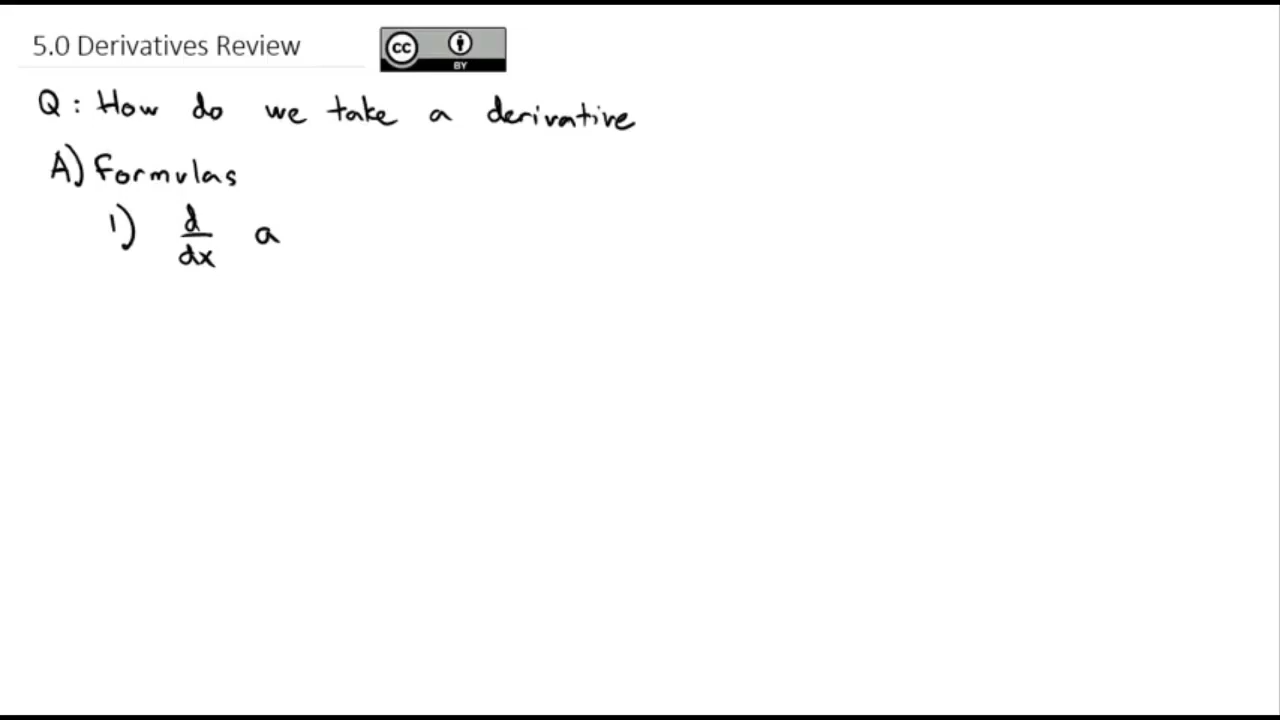 5.0 Derivatives Review
cc BY
Q: How do we take a derivative
A) Formulas
1) d/dx a